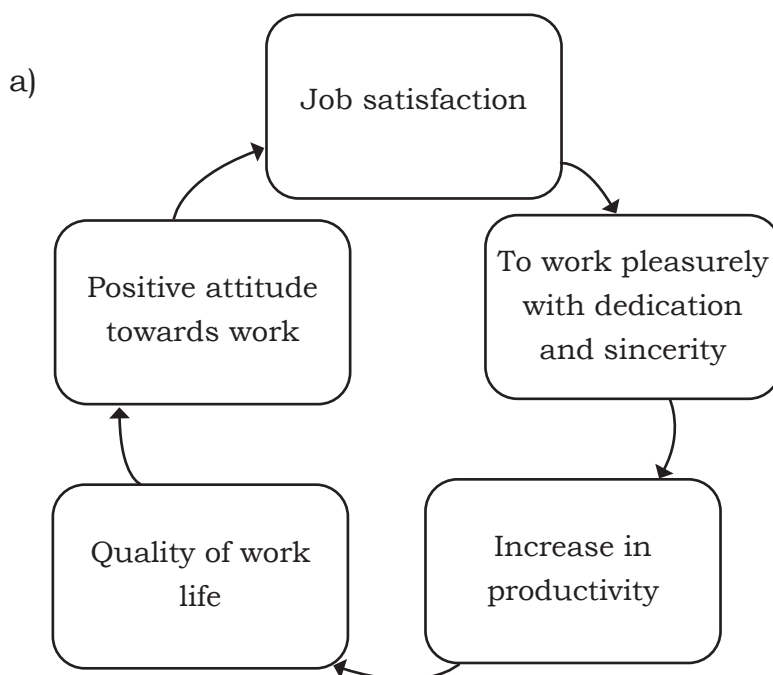 a)
Job satisfaction
To work pleasurely
with dedication
and sincerity
Increase in
productivity
Quality of work
life
Positive attitude
towards work